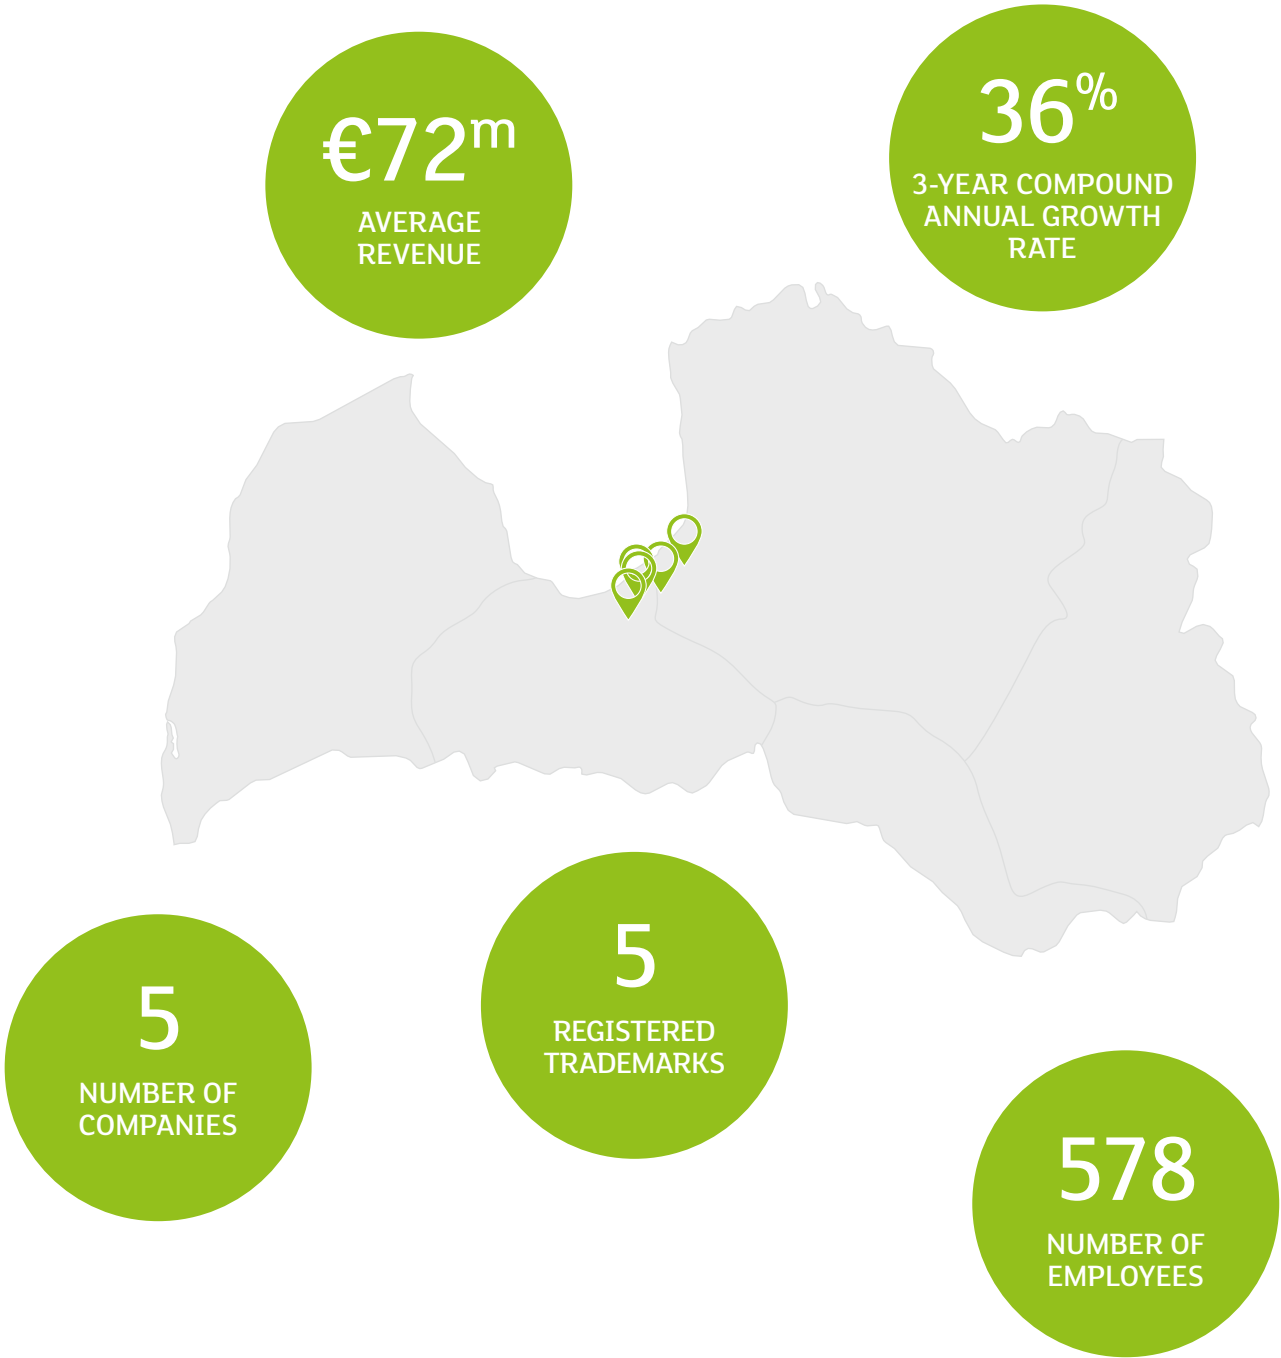 €72m
AVERAGE
REVENUE
36%
3-YEAR COMPOUND
ANNUAL GROWTH
RATE
5
NUMBER OF
COMPANIES
5
REGISTERED
TRADEMARKS
578
NUMBER OF
EMPLOYEES